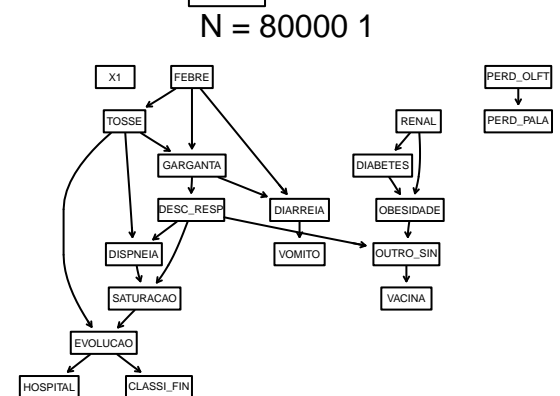 N = 80000 1
X1
FEBRE
PERD_OLFT
TOSSE
RENAL
PERD_PALA
GARGANTA
DIABETES
DESC_RESP
DIARREIA
OBESIDADE
DISPNEIA
VOMITO
OUTRO_SIN
SATURACAO
VACINA
EVOLUCAO
HOSPITAL
CLASSI_FIN